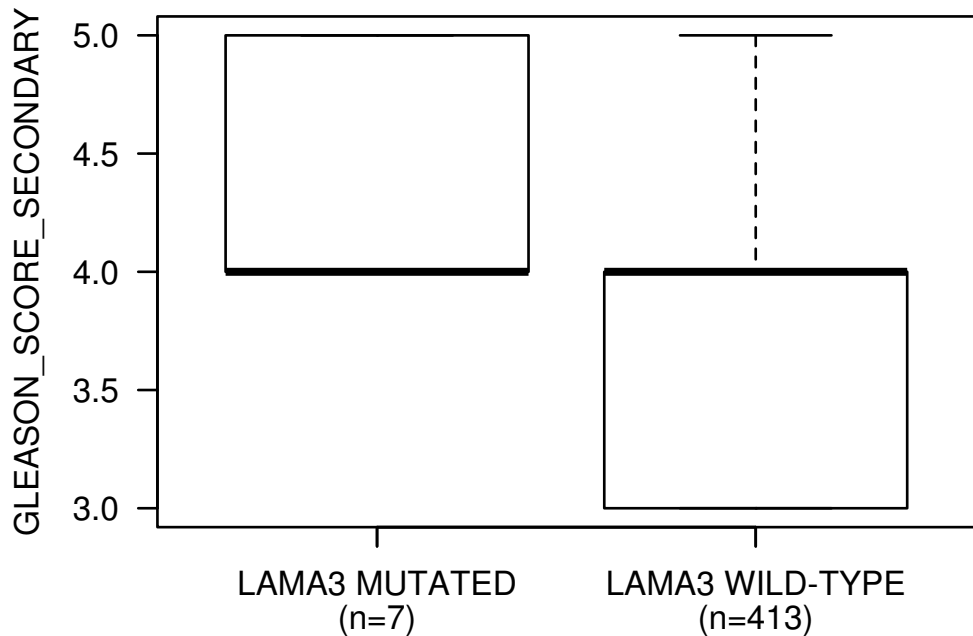 GLEASON_SCORE_SECONDARY
5.0
4.5
4.0
3.5
3.0
LAMA3 MUTATED
(n=7)
LAMA3 WILD-TYPE
(n=413)